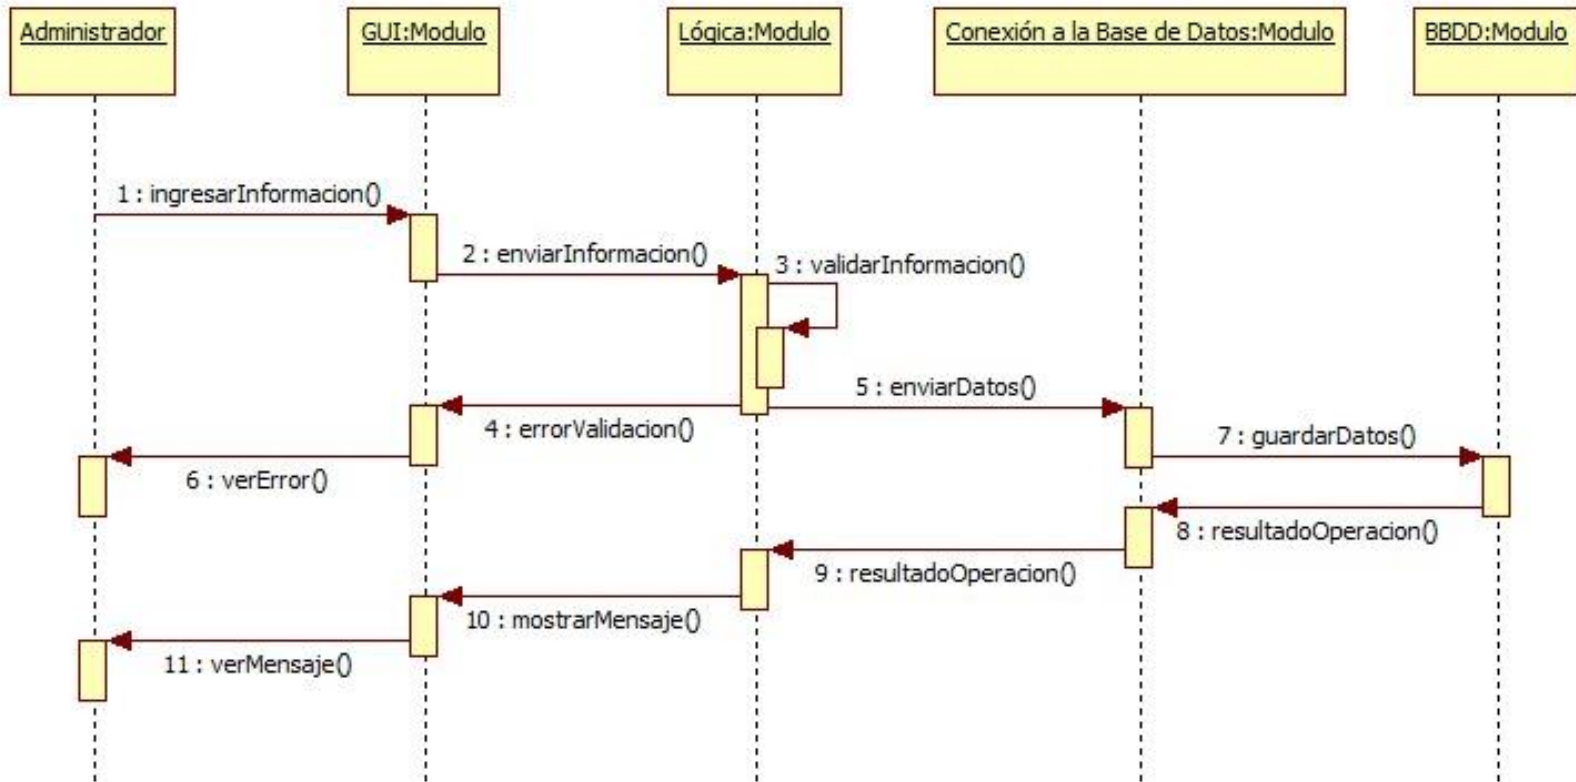 Administrador
GUI:Modulo
Lógica:Modulo
Conexión a la Base de Datos:Modulo
BBDD:Modulo
1 : ingresarInformacion()
2 : enviarInformacion()
3 : validarInformacion()
5 : enviarDatos()
4 : errorValidacion()
7 : guardarDatos()
6 : verError()
8 : resultadoOperacion()
9 : resultadoOperacion()
10 : mostrarMensaje()
11 : verMensaje()